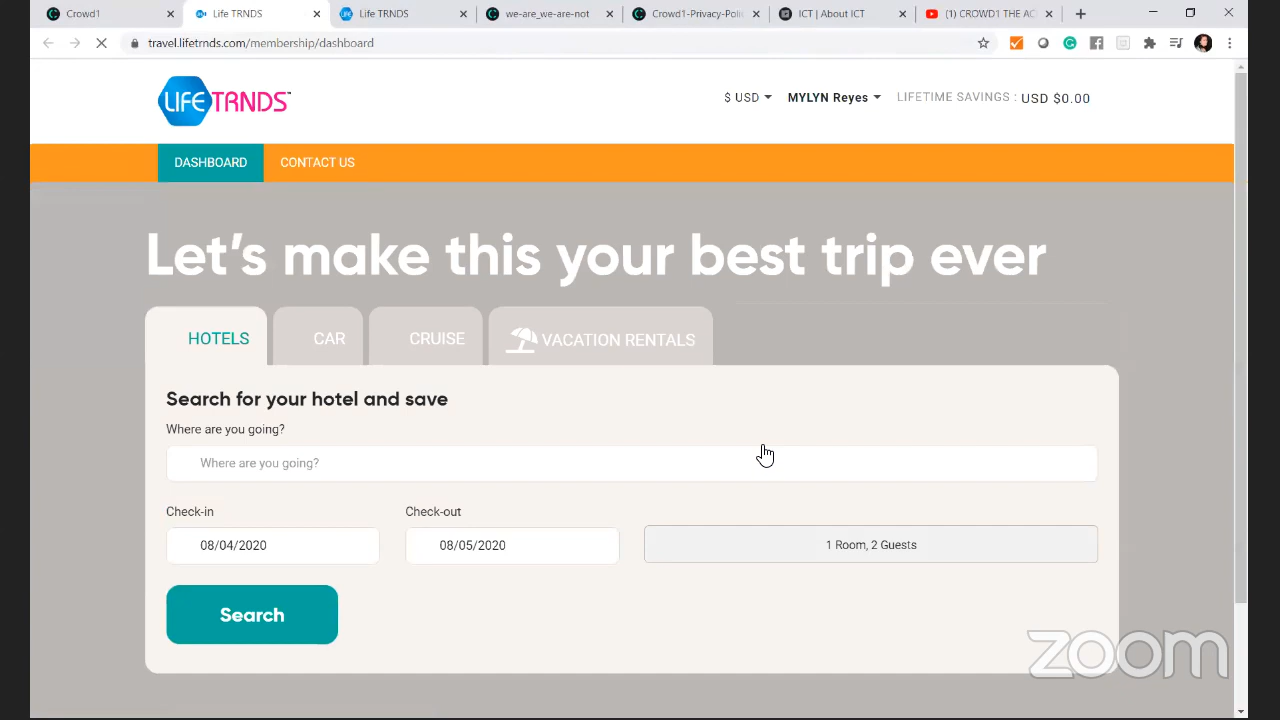 Crowd1
Life TRNDS
Life TRNDS
we-are_we-are-not
Crowd1-Privacy-Poli
ICT | About ICT
(1) CROWD1 THE AC
travel.lifetrnds.com/membership/dashboard
LIFETRNDS™
$ USD
MYLYN Reyes
LIFETIME SAVINGS : USD $0.00
DASHBOARD
CONTACT US
Let's make this your best trip ever
HOTELS
CAR
CRUISE
VACATION RENTALS
Search for your hotel and save
Where are you going?
Where are you going?
Check-in
Check-out
08/04/2020
08/05/2020
1 Room, 2 Guests
Search
zoom